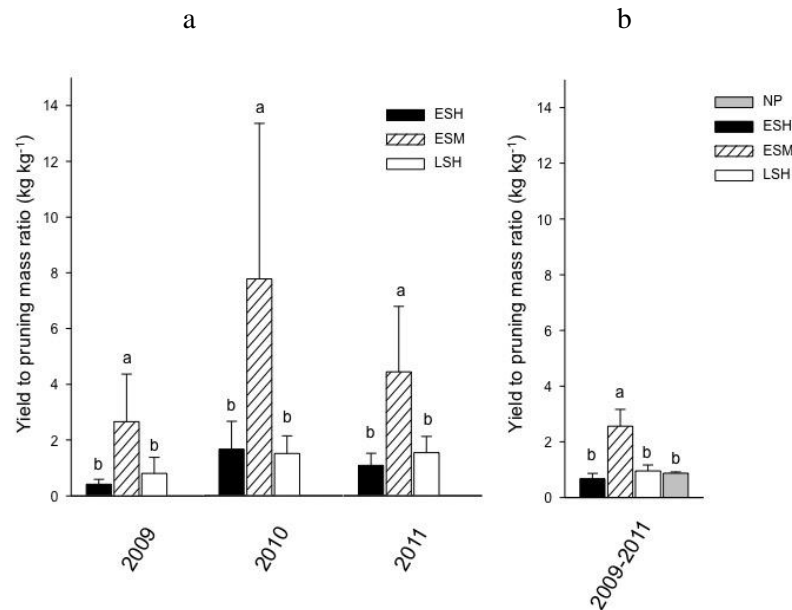 a
b
Yield to pruning mass ratio (kg kg⁻¹)
14
12
10
8
6
4
2
0
ESH
ESM
LSH
b
a
b
b
a
b
b
a
b
2009
2010
2011
Yield to pruning mass ratio (kg kg⁻¹)
14
12
10
8
6
4
2
0
NP
ESH
ESM
LSH
b
a
b
b
2009-2011